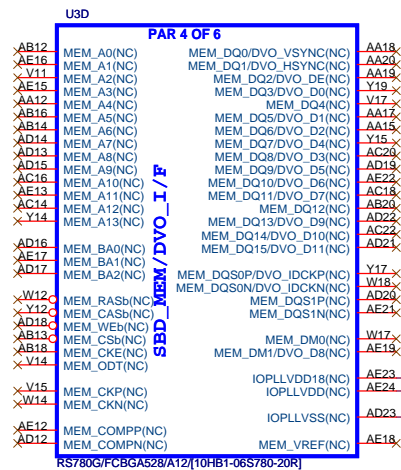 U3D
PAR 4 OF 6
AB12 MEM_A0(NC) MEM_DQ0/DVO_VSYNC(NC) AA18
AE16 MEM_A1(NC) MEM_DQ1/DVO_HSYNC(NC) AA20
V11 MEM_A2(NC) MEM_DQ2/DVO_DE(NC) AA19
AE15 MEM_A3(NC) MEM_DQ3/DVO_D0(NC) Y19
AA12 MEM_A4(NC) MEM_DQ4(NC) V17
AB16 MEM_A5(NC) MEM_DQ5/DVO_D1(NC) AA17
AB14 MEM_A6(NC) MEM_DQ6/DVO_D2(NC) AA15
AD14 MEM_A7(NC) MEM_DQ7/DVO_D4(NC) Y15
AD13 MEM_A8(NC) MEM_DQ8/DVO_D3(NC) AC20
AD15 MEM_A9(NC) MEM_DQ9/DVO_D5(NC) AD19
AC16 MEM_A10(NC) MEM_DQ10/DVO_D6(NC) AE22
AE13 MEM_A11(NC) MEM_DQ11/DVO_D7(NC) AC18
AC14 MEM_A12(NC) MEM_DQ12(NC) AB20
Y14 MEM_A13(NC) MEM_DQ13/DVO_D9(NC) AD22
MEM_DQ14/DVO_D10(NC) AC22
AD16 MEM_BA0(NC) MEM_DQ15/DVO_D11(NC) AD21
AE17 MEM_BA1(NC)
AD17 MEM_BA2(NC) MEM_DQS0P/DVO_IDCKP(NC) Y17
MEM_DQS0N/DVO_IDCKN(NC) W18
W12 MEM_RASb(NC) MEM_DQS1P(NC) AD20
Y12 MEM_CASb(NC) MEM_DQS1N(NC) AE21
AD18 MEM_WEb(NC)
AB13 MEM_CSb(NC) MEM_DM0(NC) W17
AB18 MEM_CKE(NC) MEM_DM1/DVO_D8(NC) AE19
V14 MEM_ODT(NC)
IOPLLVDD18(NC) AE23
V15 MEM_CKP(NC) IOPLLVDD(NC) AE24
W14 MEM_CKN(NC)
IOPLLVSS(NC) AD23
AE12 MEM_COMPP(NC)
AD12 MEM_COMPN(NC) MEM_VREF(NC) AE18
SBD_MEM/DVO_I/F
RS780G/FCBGA528/A12/[10HB1-06S780-20R]